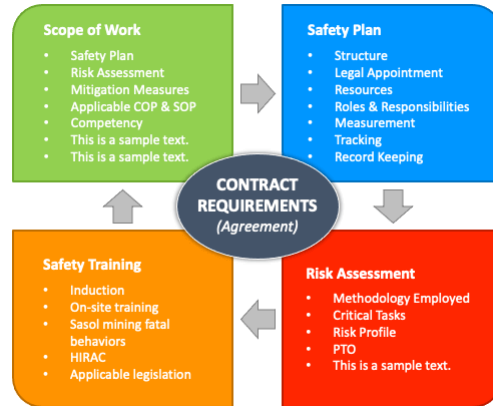 Scope of Work
• Safety Plan
• Risk Assessment
• Mitigation Measures
• Applicable COP & SOP
• Competency
• This is a sample text.
• This is a sample text.
Safety Plan
• Structure
• Legal Appointment
• Resources
• Roles & Responsibilities
• Measurement
• Tracking
• Record Keeping
CONTRACT
REQUIREMENTS
(Agreement)
Safety Training
• Induction
• On-site training
• Sasol mining fatal
behaviors
• HIRAC
• Applicable legislation
Risk Assessment
• Methodology Employed
• Critical Tasks
• Risk Profile
• PTO
• This is a sample text.